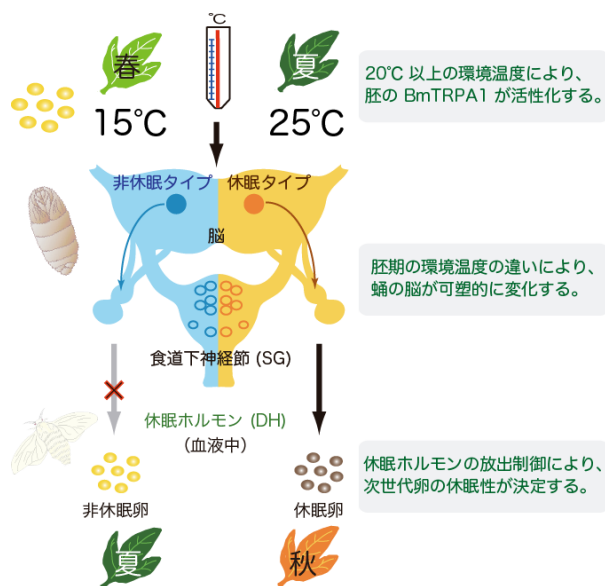 ℃
春
夏
15℃
25℃
20℃ 以上の環境温度により、
胚の BmTRPA1 が活性化する。
非休眠タイプ
休眠タイプ
脳
胚期の環境温度の違いにより、
蛹の脳が可塑的に変化する。
食道下神経節 (SG)
休眠ホルモン (DH)
（血液中）
休眠ホルモンの放出制御により、
次世代卵の休眠性が決定する。
非休眠卵
休眠卵
夏
秋